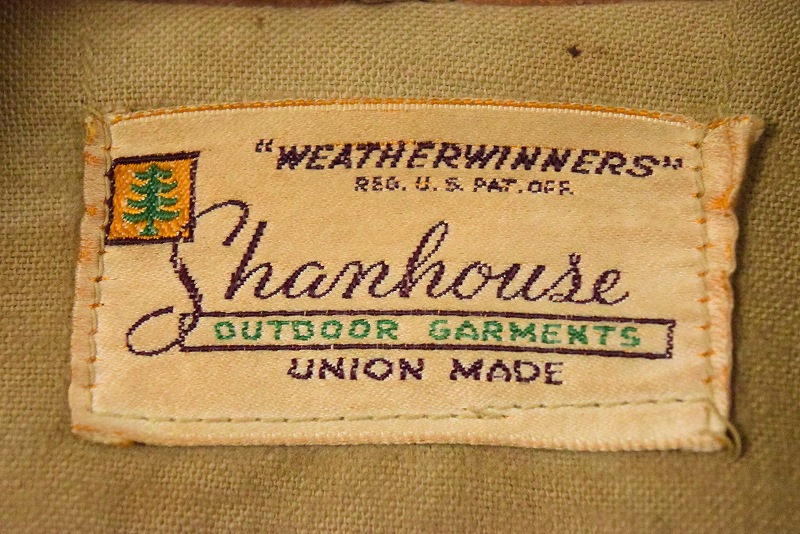 "WEATHERWINNERS"
REG. U. S. PAT. OFF.
Shanhouse
OUTDOOR GARMENTS
UNION MADE